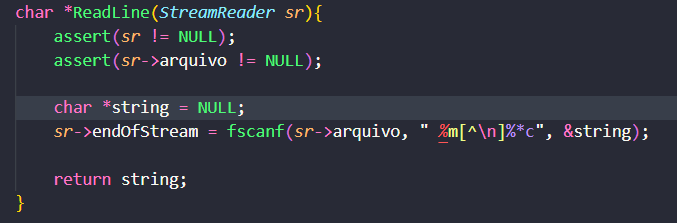 char *ReadLine(StreamReader sr){
    assert(sr != NULL);
    assert(sr->arquivo != NULL);
    char *string = NULL;
    sr->endOfStream = fscanf(sr->arquivo, " %m[^\n]%*c", &string);
    return string;
}